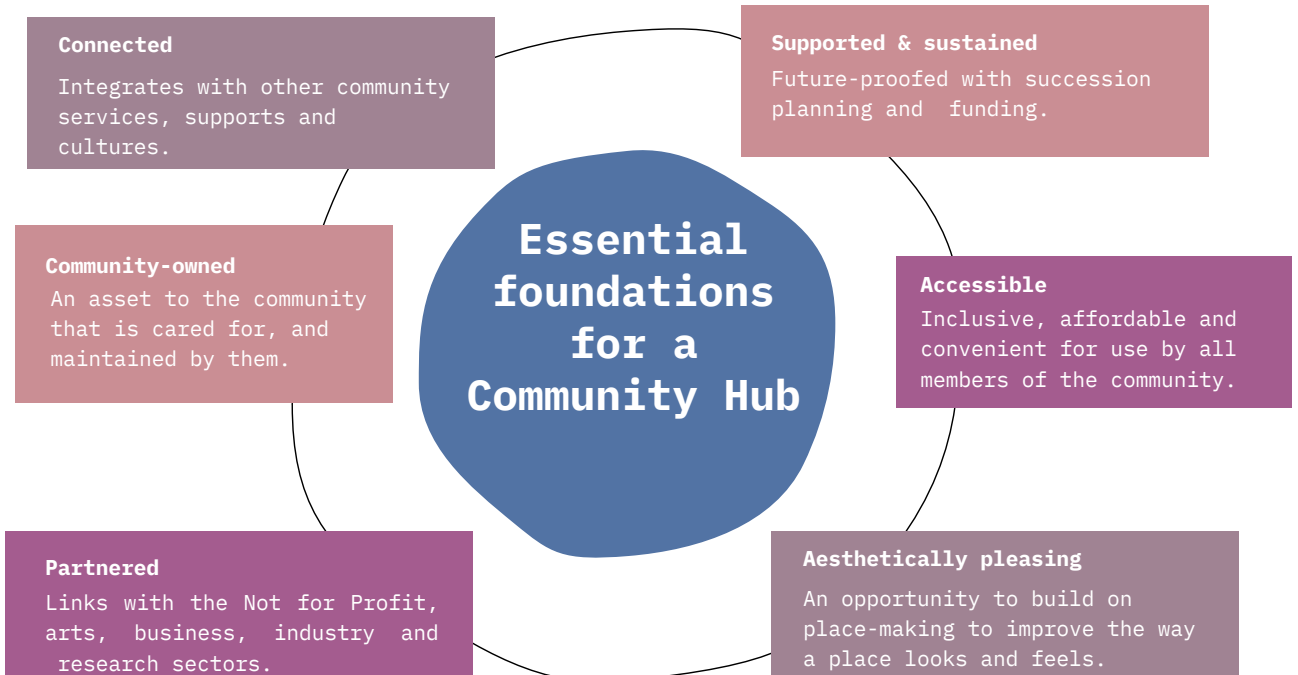 Connected
Integrates with other community
services, supports and
cultures.
Supported & sustained
Future-proofed with succession
planning and funding.
Essential
foundations
for a
Community Hub
Community-owned
An asset to the community
that is cared for, and
maintained by them.
Accessible
Inclusive, affordable and
convenient for use by all
members of the community.
Partnered
Links with the Not for Profit,
arts, business, industry and
research sectors.
Aesthetically pleasing
An opportunity to build on
place-making to improve the way
a place looks and feels.